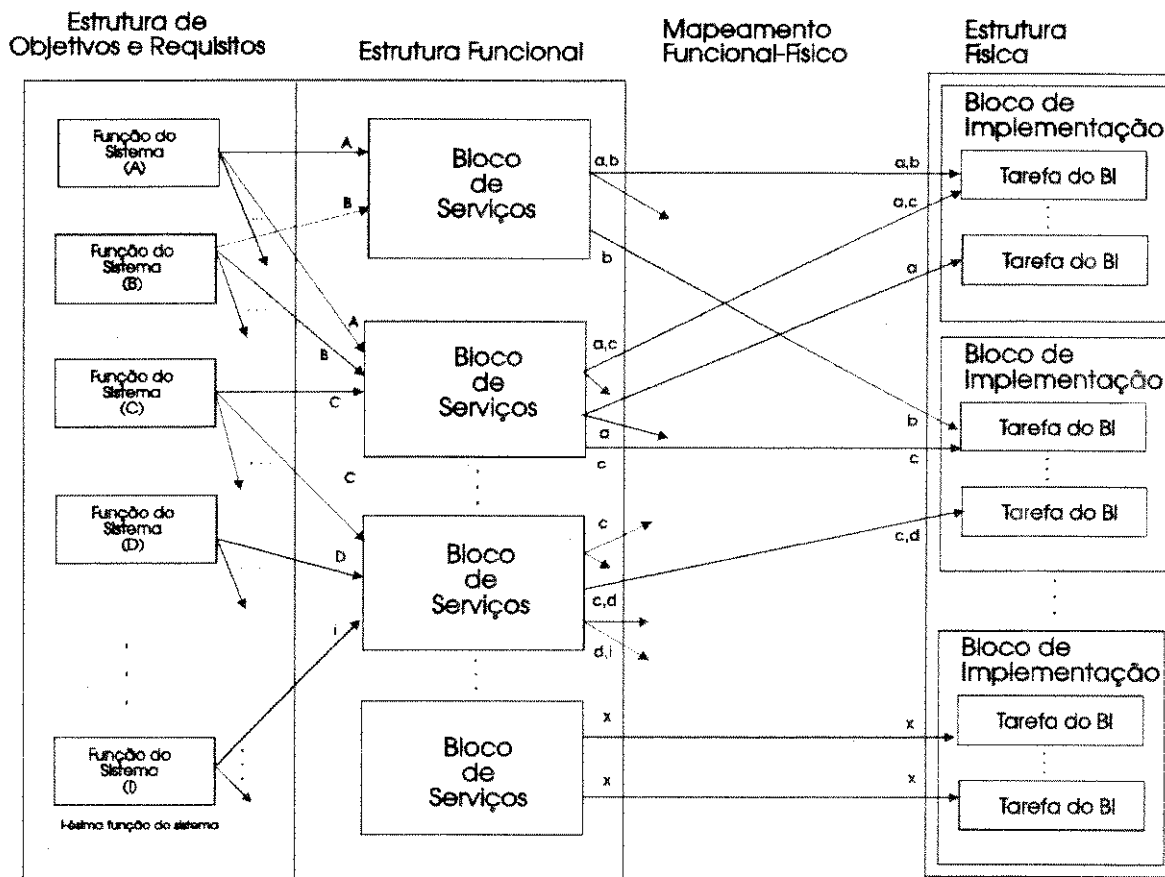 Estrutura de
Objetivos e Requisitos
Estrutura Funcional
Mapeamento
Funcional-Físico
Estrutura
Física
Função do
Sistema
(A)
Função do
Sistema
(B)
Função do
Sistema
(C)
Função do
Sistema
(D)
Função do
Sistema
(I)
I-ésima função do sistema
A
B
A
B
C
C
D
i
Bloco
de
Serviços
Bloco
de
Serviços
Bloco
de
Serviços
Bloco
de
Serviços
a,b
b
a,c
a
c
c
c,d
d,i
x
x
a,b
a,c
a
b
c
c,d
x
x
Bloco de
Implementação
Tarefa do BI
Tarefa do BI
Bloco de
Implementação
Tarefa do BI
Tarefa do BI
Bloco de
Implementação
Tarefa do BI
Tarefa do BI